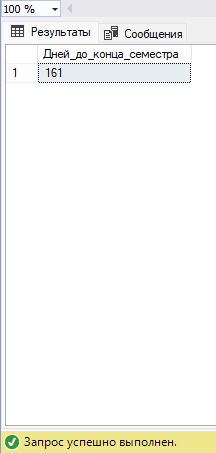 100 %
Результаты Сообщения
Дней_до_конца_семестра
1 161
Запрос успешно выполнен.